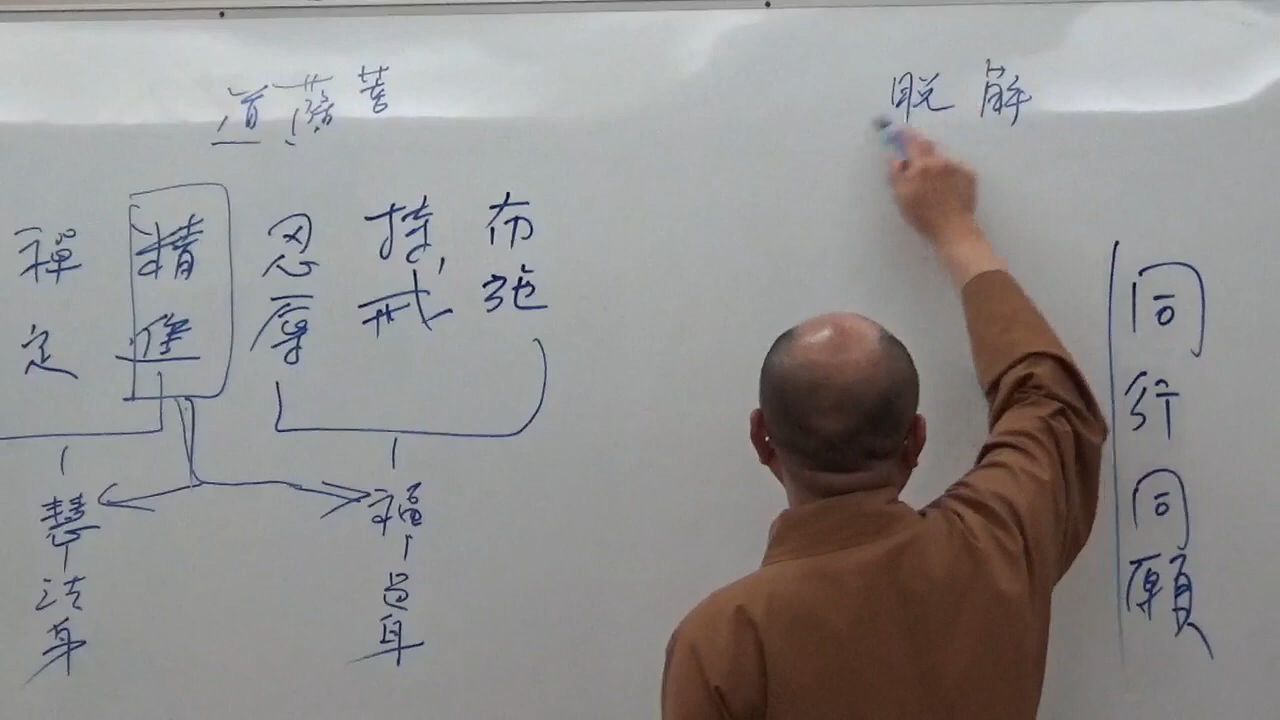 解脫
同行同願
菩薩道
布施
持戒
忍辱
精進
禪定
福
色身
慧
法身